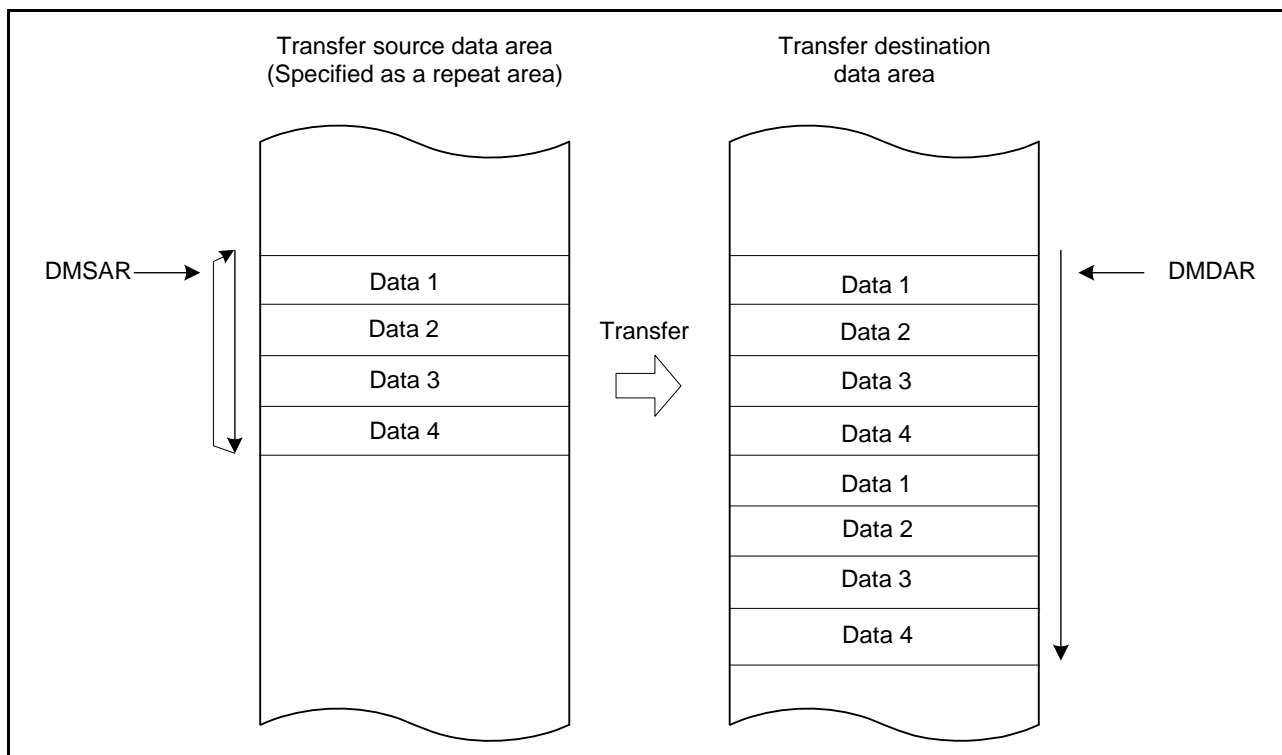 Transfer source data area
(Specified as a repeat area)
Transfer destination
data area
DMSAR
Data 1
Data 2
Data 3
Data 4
Transfer
Data 1
Data 2
Data 3
Data 4
Data 1
Data 2
Data 3
Data 4
DMDAR